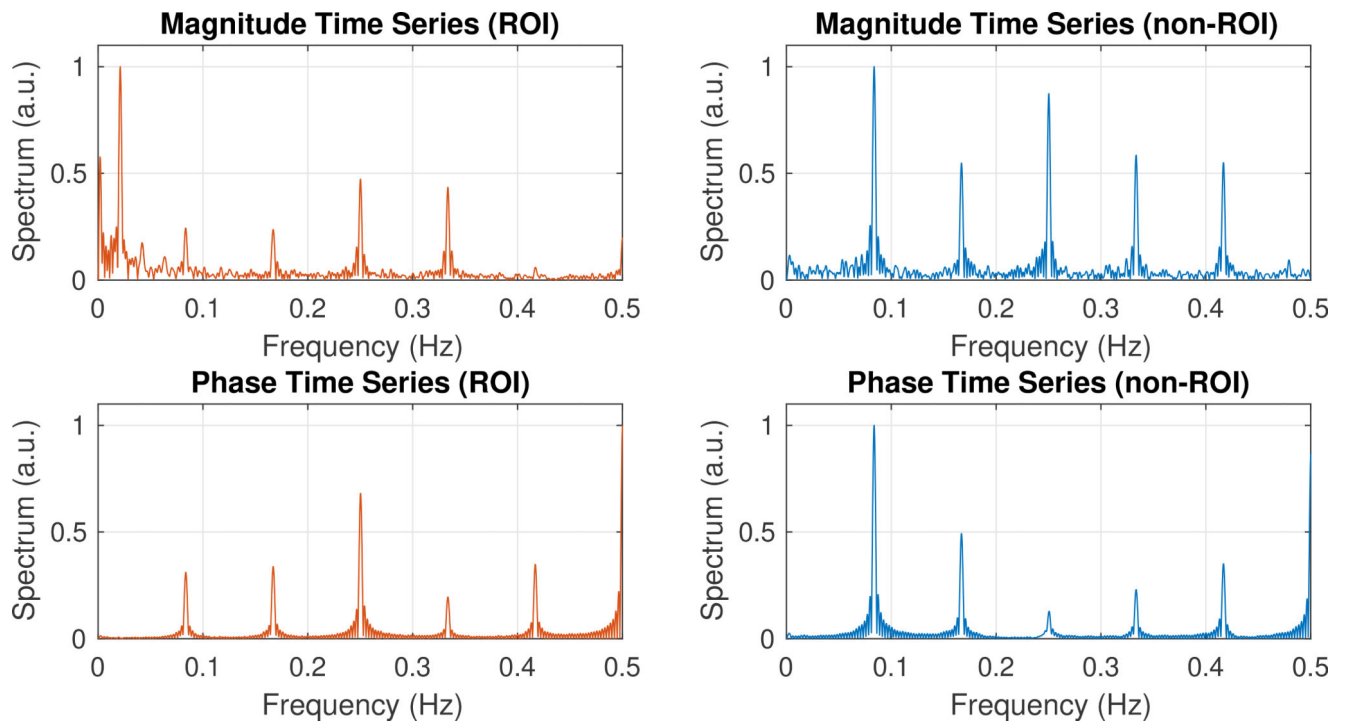 Magnitude Time Series (ROI)
Spectrum (a.u.)
1
0.5
0
0 0.1 0.2 0.3 0.4 0.5
Frequency (Hz)
Magnitude Time Series (non-ROI)
Spectrum (a.u.)
1
0.5
0
0 0.1 0.2 0.3 0.4 0.5
Frequency (Hz)
Phase Time Series (ROI)
Spectrum (a.u.)
1
0.5
0
0 0.1 0.2 0.3 0.4 0.5
Frequency (Hz)
Phase Time Series (non-ROI)
Spectrum (a.u.)
1
0.5
0
0 0.1 0.2 0.3 0.4 0.5
Frequency (Hz)